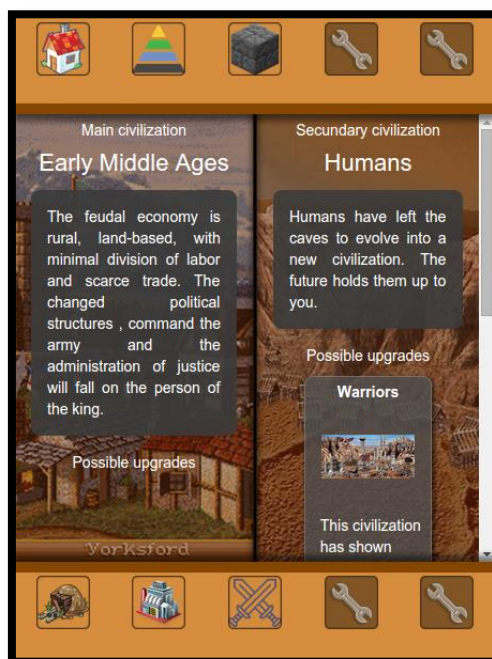 Main civilization
Early Middle Ages
The feudal economy is
rural, land-based, with
minimal division of labor
and scarce trade. The
changed political
structures , command the
army and the
administration of justice
will fall on the person of
the king.
Possible upgrades
Yorksford
Secundary civilization
Humans
Humans have left the
caves to evolve into a
new civilization. The
future holds them up to
you.
Possible upgrades
Warriors
This civilization
has shown